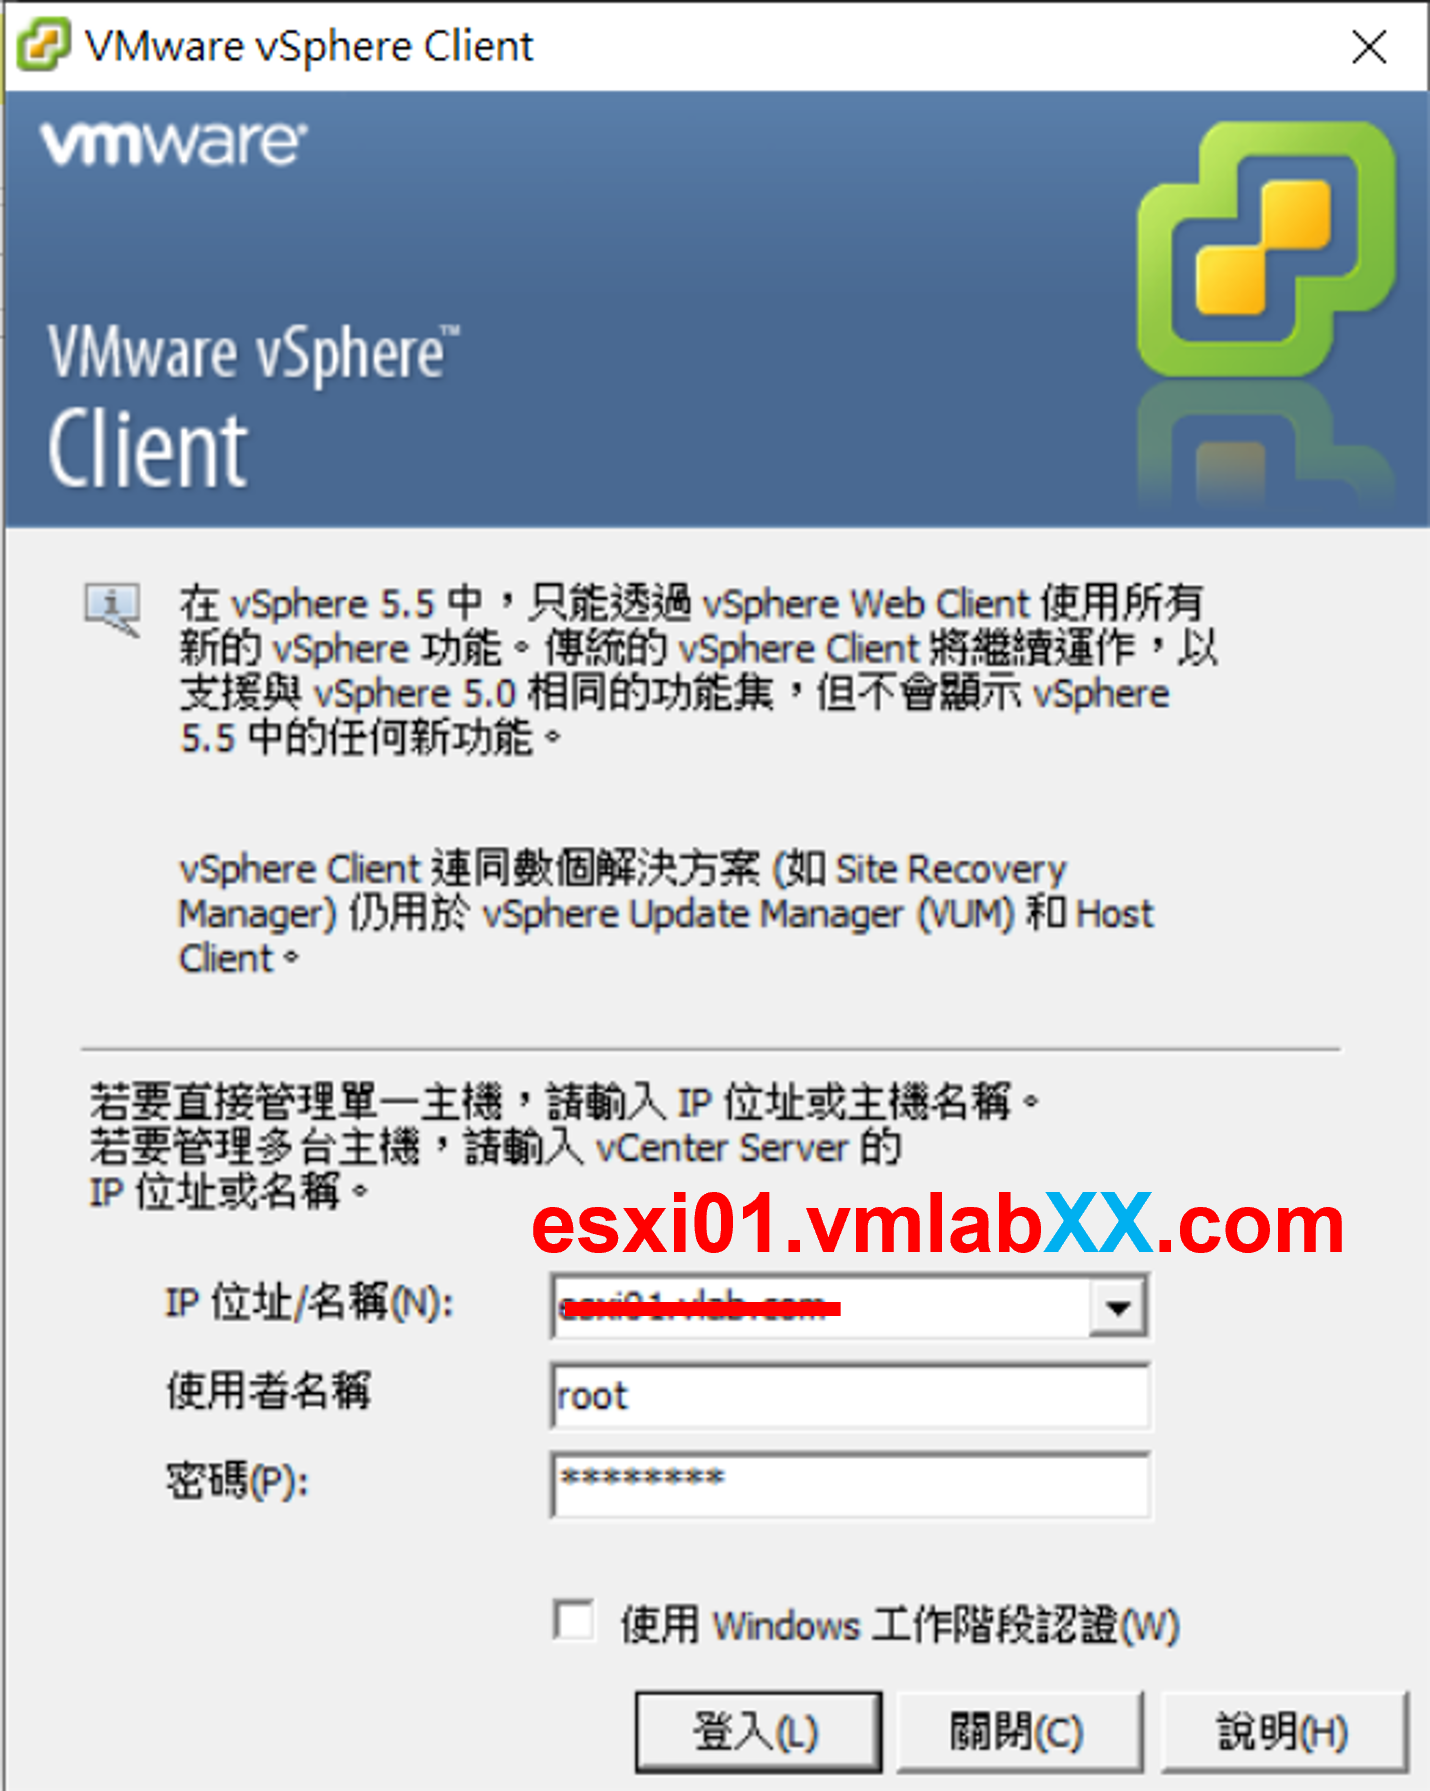 VMware vSphere Client
vmware
VMware vSphere™
Client
在 vSphere 5.5 中，只能透過 vSphere Web Client 使用所有
新的 vSphere 功能。傳統的 vSphere Client 將繼續運作，以
支援與 vSphere 5.0 相同的功能集，但不會顯示 vSphere
5.5 中的任何新功能。
vSphere Client 連同數個解決方案 (如 Site Recovery
Manager) 仍用於 vSphere Update Manager (VUM) 和 Host
Client。
若要直接管理單一主機，請輸入 IP 位址或主機名稱。
若要管理多台主機，請輸入 vCenter Server 的
IP 位址或名稱。
esxi01.vmlabXX.com
IP 位址/名稱(N):
esxi01.vlab.com
使用者名稱
root
密碼(P):
********
使用 Windows 工作階段認證(W)
登入(L)
關閉(C)
說明(H)